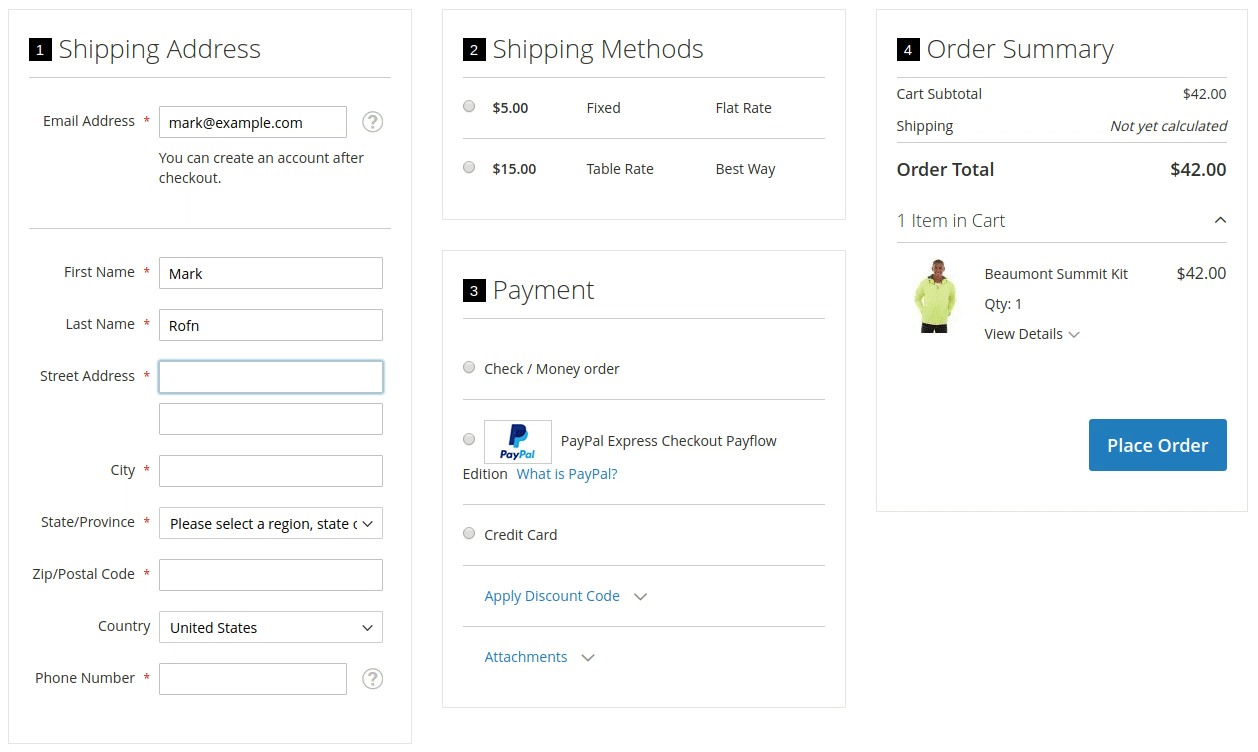 1 Shipping Address
Email Address *
mark@example.com
?
You can create an account after
checkout.
First Name *
Mark
Last Name *
Rofn
Street Address *
City *
State/Province *
Please select a region, state
Zip/Postal Code *
Country
United States
Phone Number *
?
2 Shipping Methods
$5.00 Fixed Flat Rate
$15.00 Table Rate Best Way
3 Payment
Check / Money order
PayPal
PayPal Express Checkout Payflow
Edition What is PayPal?
Credit Card
Apply Discount Code
Attachments
4 Order Summary
Cart Subtotal $42.00
Shipping Not yet calculated
Order Total $42.00
1 Item in Cart
Beaumont Summit Kit $42.00
Qty: 1
View Details
Place Order